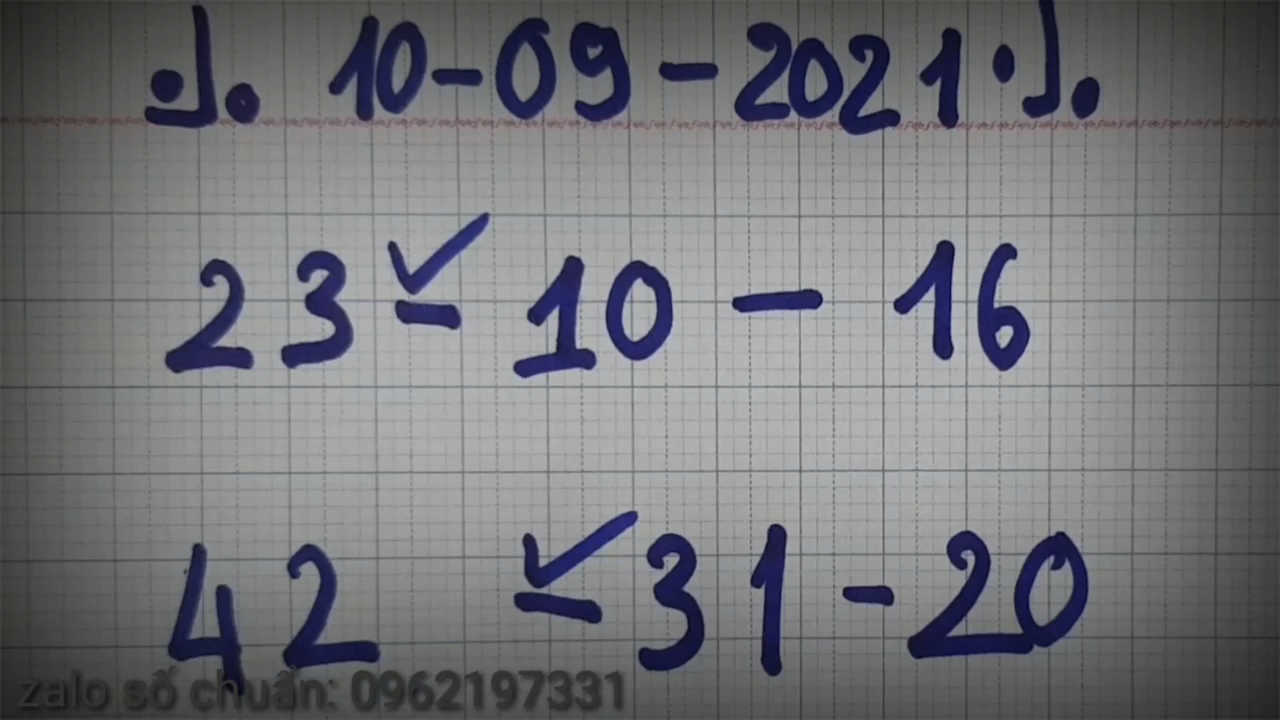 10-09-2021
23 - 10 - 16
42 - 31 - 20
zalo số chuẩn: 0962197331